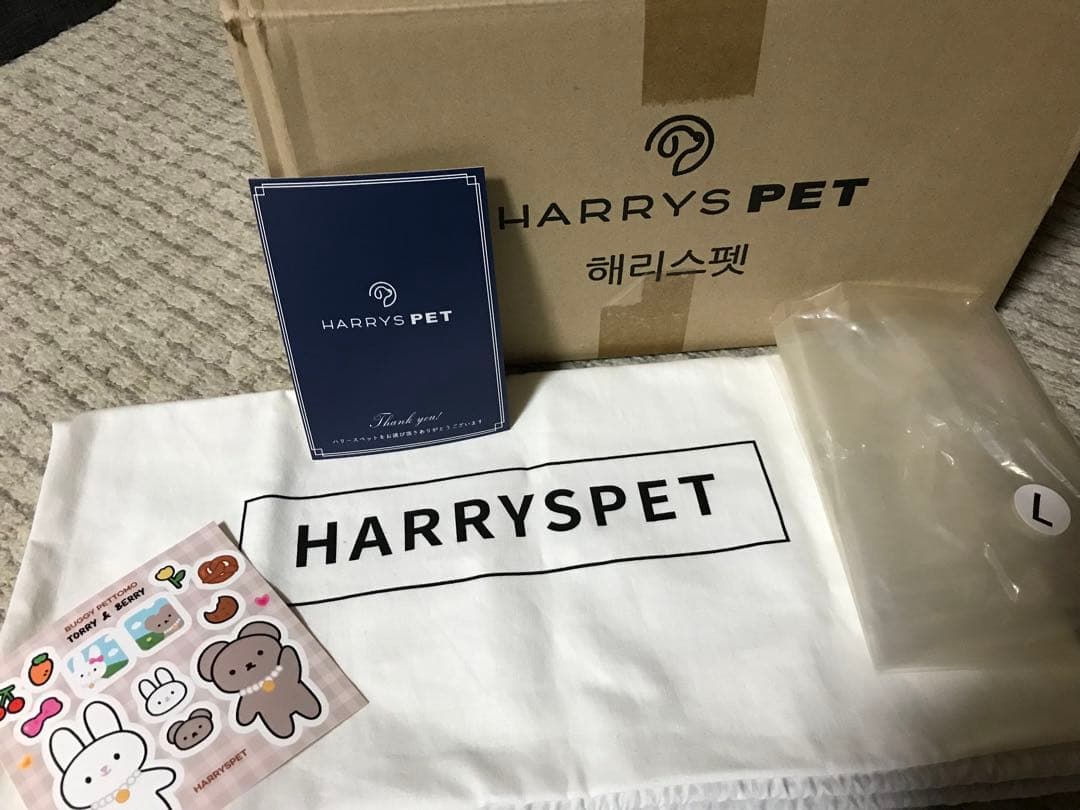 HARRYS PET
해리스펫
HARRYS PET
Thank you!
ハリースペットをお選び頂きありがとうございます
HARRYSPET
L
BUGGY PETTOMO
TORRY & BERRY
HARRYSPET